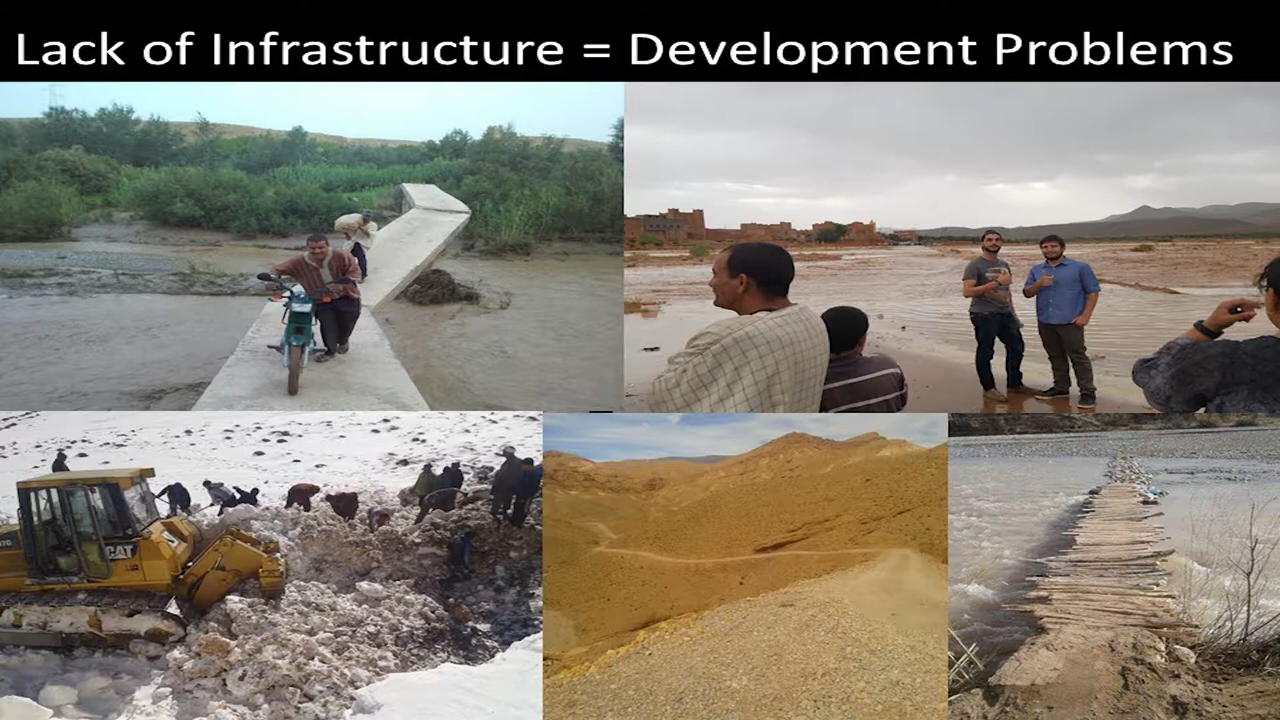 Lack of Infrastructure = Development Problems
CAT